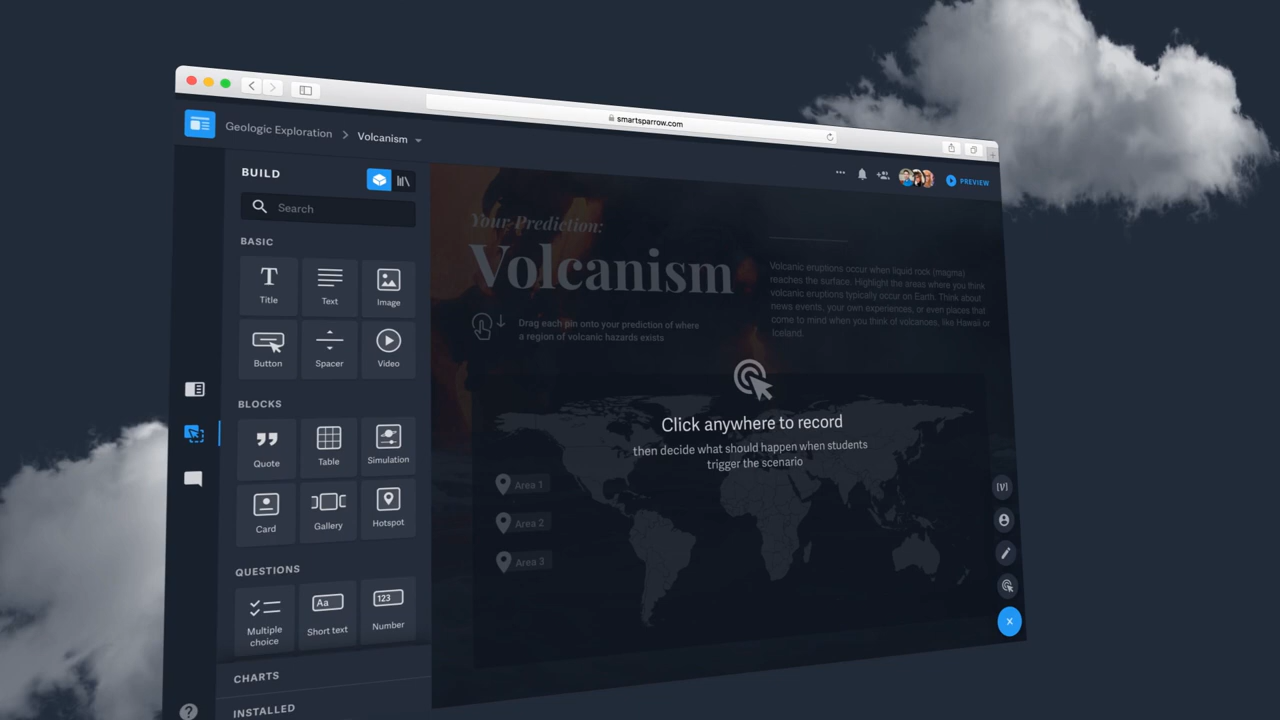 smartsparrow.com
Geologic Exploration > Volcanism
PREVIEW
BUILD
Search
BASIC
T
Title
Text
Image
Button
Spacer
Video
BLOCKS
Quote
Table
Simulation
Card
Gallery
Hotspot
QUESTIONS
Multiple
choice
Aa
Short text
123
Number
CHARTS
INSTALLED
?
Your Prediction:
Volcanism
Drag each pin onto your prediction of where
a region of volcanic hazards exists
Volcanic eruptions occur when liquid rock (magma)
reaches the surface. Highlight the areas where you think
volcanic eruptions typically occur on Earth. Think about
news events, your own experiences, or even places that
come to mind when you think of volcanoes, like Hawaii or
Iceland.
Click anywhere to record
then decide what should happen when students
trigger the scenario
Area 1
Area 2
Area 3
{V}